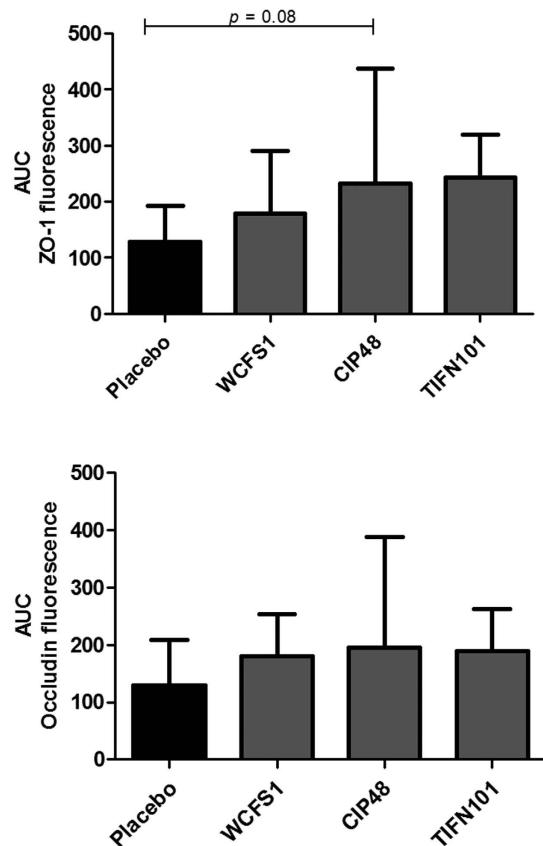 p = 0.08
500
400
300
200
100
0
AUC
ZO-1 fluorescence
Placebo
WCFS1
CIP48
TIFN101
500
400
300
200
100
0
AUC
Occludin fluorescence
Placebo
WCFS1
CIP48
TIFN101